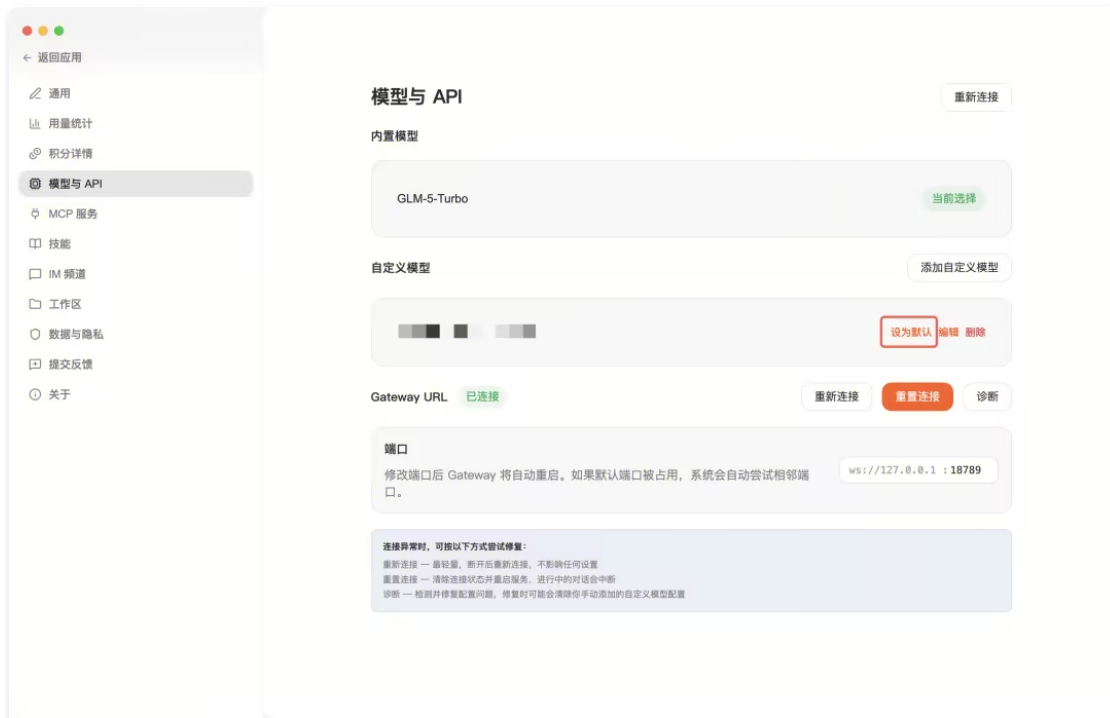 返回应用
通用
用量统计
积分详情
模型与 API
MCP 服务
技能
IM 频道
工作区
数据与隐私
提交反馈
关于
模型与 API
重新连接
内置模型
GLM-5-Turbo
当前选择
自定义模型
添加自定义模型
设为默认 编辑 删除
Gateway URL 已连接
重新连接 重置连接 诊断
端口
修改端口后 Gateway 将自动重启。如果默认端口被占用，系统会自动尝试相邻端
口。
ws://127.0.0.1 : 18789
连接异常时，可按以下方式尝试修复：
重新连接 — 最轻量，断开后重新连接，不影响任何设置
重置连接 — 清除连接状态并重启服务，进行中的对话会中断
诊断 — 检测并修复配置问题，修复时可能会清除你手动添加的自定义模型配置